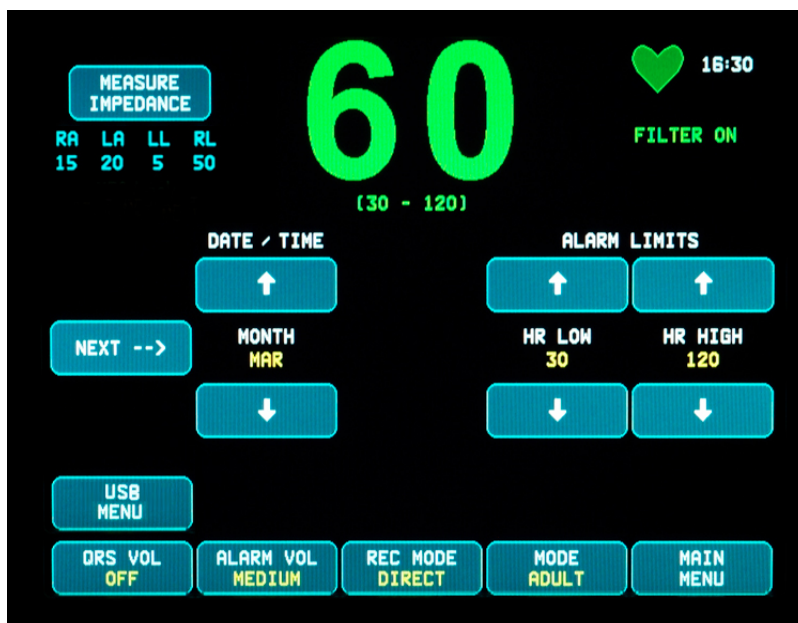 60
16:30
MEASURE
IMPEDANCE
RA LA LL RL
15 20 5 50
FILTER ON
(30 - 120)
DATE / TIME
ALARM LIMITS
↑ ↑ ↑
NEXT -->
MONTH
MAR
HR LOW
30
HR HIGH
120
↓ ↓ ↓
USB
MENU
QRS VOL
OFF
ALARM VOL
MEDIUM
REC MODE
DIRECT
MODE
ADULT
MAIN
MENU